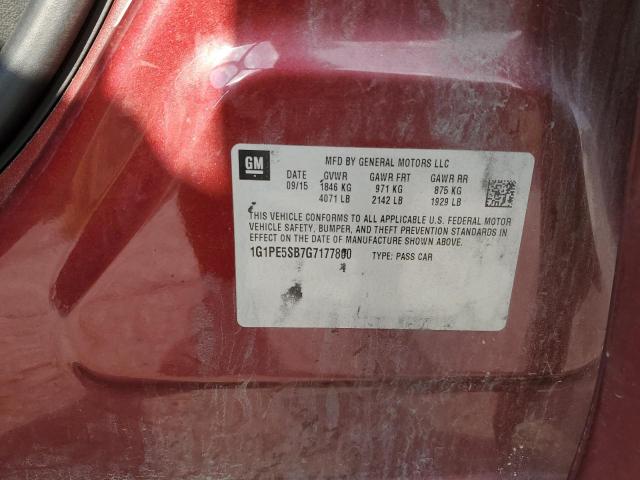 GM
MFD BY GENERAL MOTORS LLC
DATE GVWR GAWR FRT GAWR RR
09/15 1846 KG 971 KG 875 KG
4071 LB 2142 LB 1929 LB
THIS VEHICLE CONFORMS TO ALL APPLICABLE U.S. FEDERAL MOTOR
VEHICLE SAFETY, BUMPER, AND THEFT PREVENTION STANDARDS IN
EFFECT ON THE DATE OF MANUFACTURE SHOWN ABOVE.
1G1PE5SB7G7177800 TYPE: PASS CAR